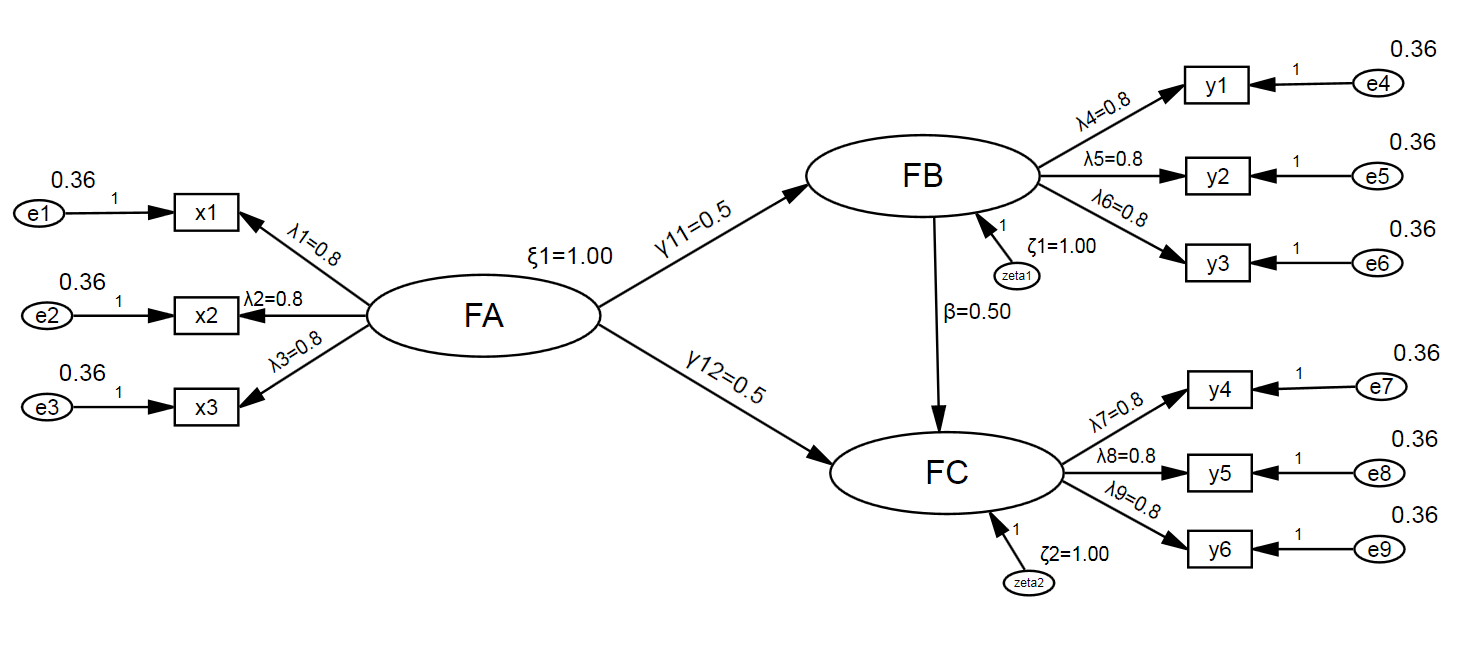 0.36
e1
1
x1
λ1=0.8
0.36
e2
1
x2
λ2=0.8
0.36
e3
1
x3
λ3=0.8
FA
ξ1=1.00
γ11=0.5
γ12=0.5
FB
1
ζ1=1.00
zeta1
β=0.50
FC
1
ζ2=1.00
zeta2
λ4=0.8
y1
1
e4
0.36
λ5=0.8
y2
1
e5
0.36
λ6=0.8
y3
1
e6
0.36
λ7=0.8
y4
1
e7
0.36
λ8=0.8
y5
1
e8
0.36
λ9=0.8
y6
1
e9
0.36